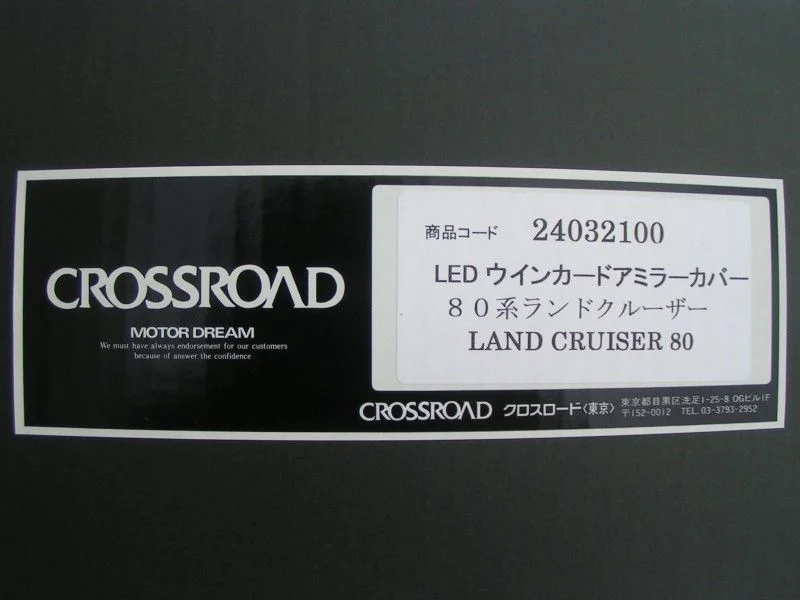 CROSSROAD
MOTOR DREAM
We must have always endorsement for our customers
because of answer the confidence
商品コード 24032100
LED ウインカードアミラーカバー
８０系ランドクルーザー
LAND CRUISER 80
CROSSROAD クロスロード〈東京〉
東京都目黒区洗足1-25-8 OGビル1F
〒152-0012 TEL.03-3793-2952